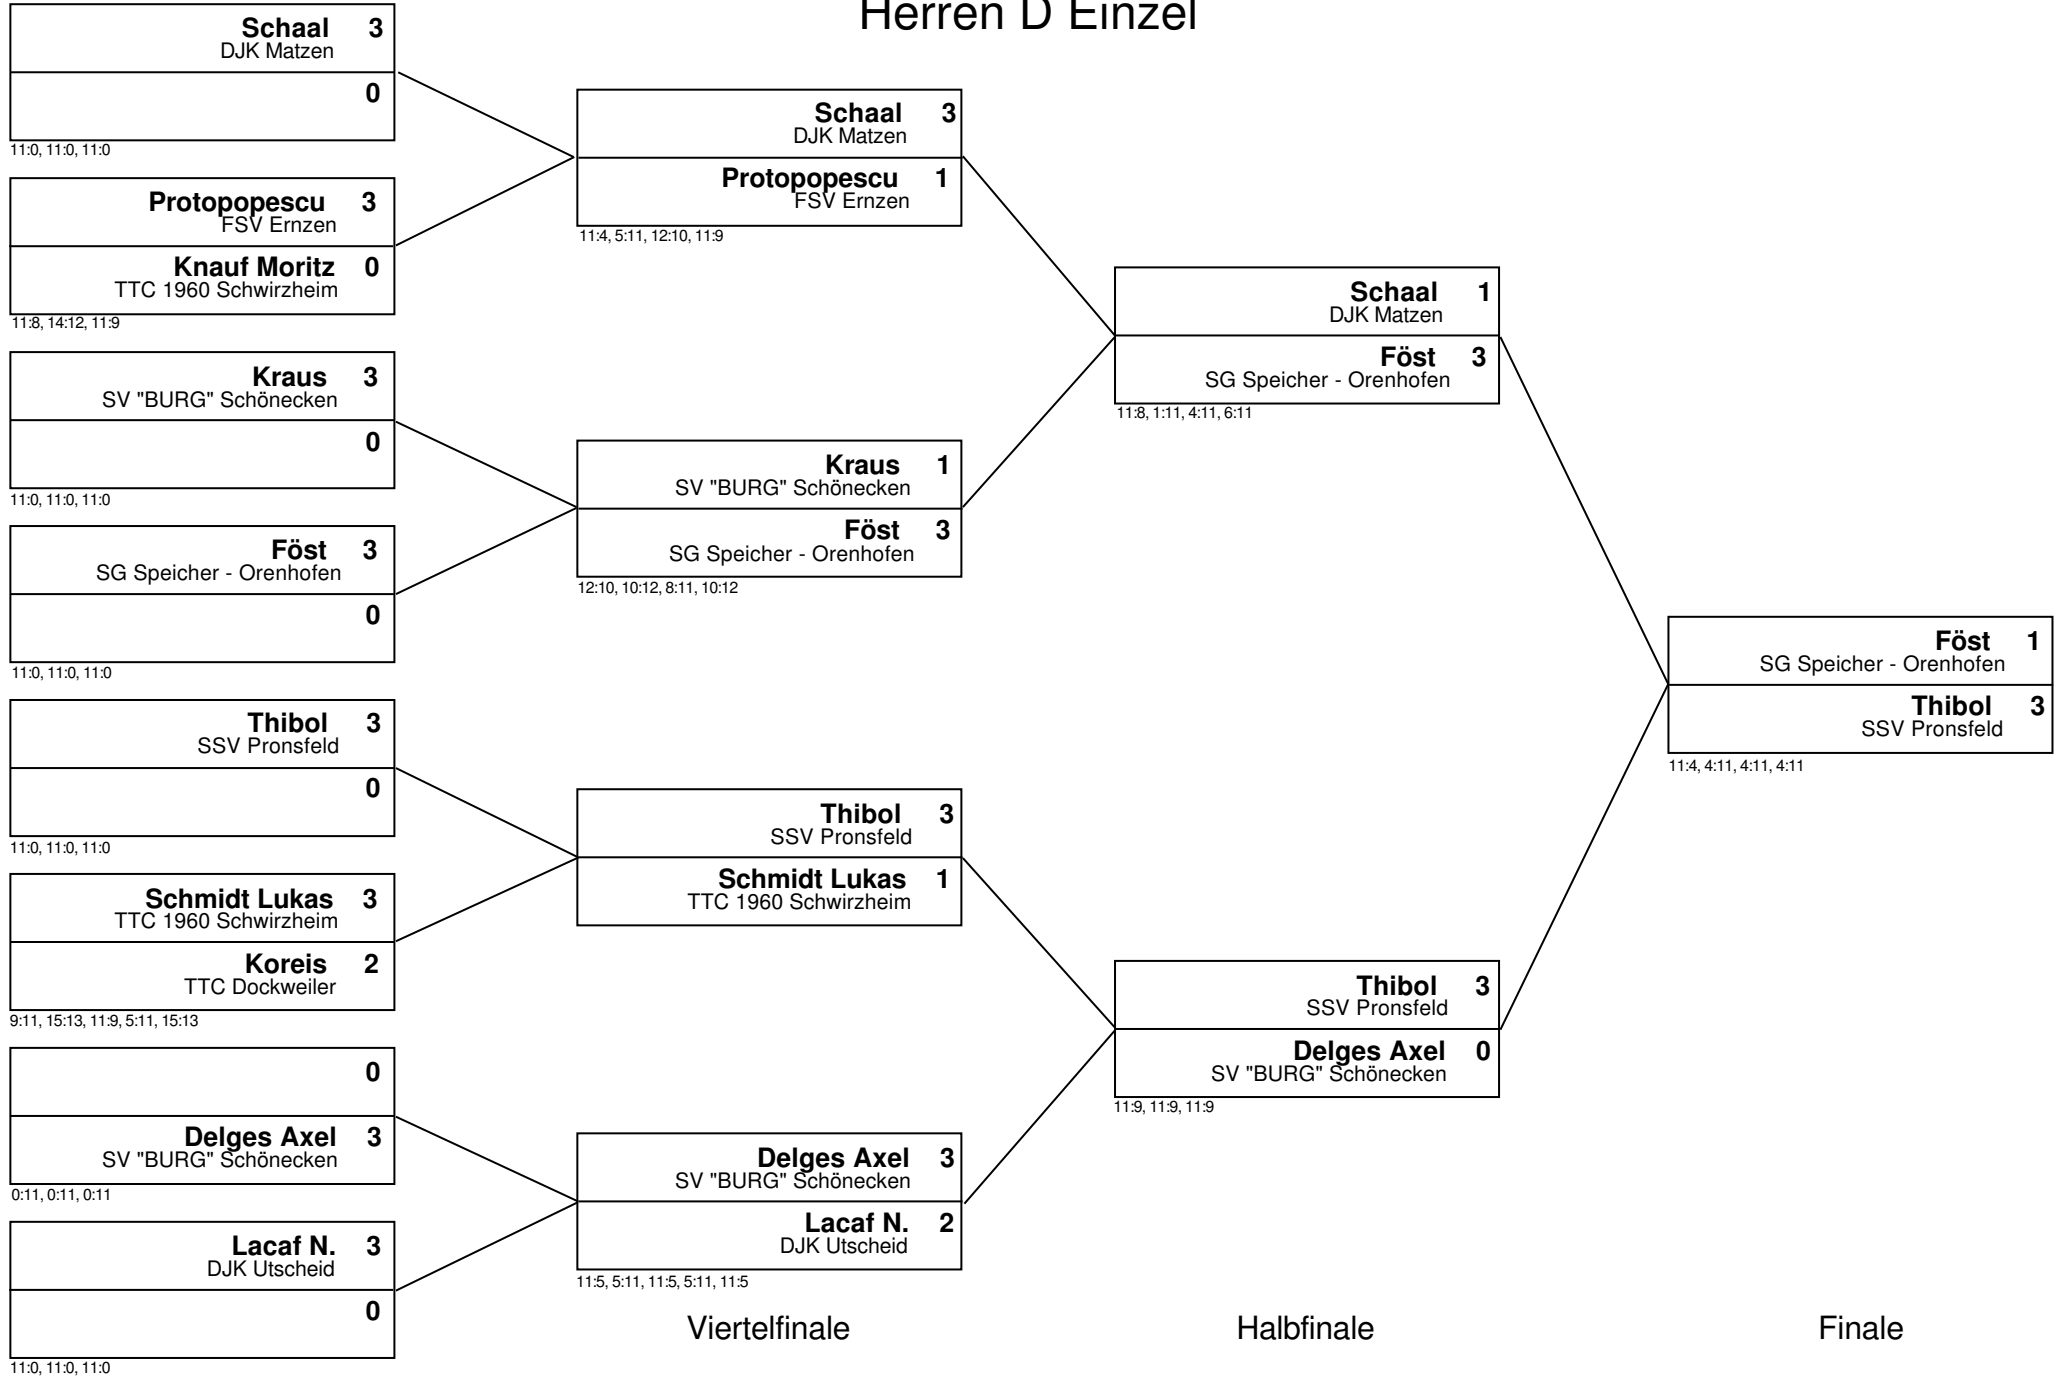 Herren D Einzel
Schaal 3
DJK Matzen
0
11:0, 11:0, 11:0
Protopopescu 3
FSV Ernzen
Knauf Moritz 0
TTC 1960 Schwirzheim
11:8, 14:12, 11:9
Kraus 3
SV "BURG" Schönecken
0
11:0, 11:0, 11:0
Föst 3
SG Speicher - Orenhofen
0
11:0, 11:0, 11:0
Thibol 3
SSV Pronsfeld
0
11:0, 11:0, 11:0
Schmidt Lukas 3
TTC 1960 Schwirzheim
Koreis 2
TTC Dockweiler
9:11, 15:13, 11:9, 5:11, 15:13
0
Delges Axel 3
SV "BURG" Schönecken
0:11, 0:11, 0:11
Lacaf N. 3
DJK Utscheid
0
11:0, 11:0, 11:0
Schaal 3
DJK Matzen
Protopopescu 1
FSV Ernzen
11:4, 5:11, 12:10, 11:9
Kraus 1
SV "BURG" Schönecken
Föst 3
SG Speicher - Orenhofen
12:10, 10:12, 8:11, 10:12
Thibol 3
SSV Pronsfeld
Schmidt Lukas 1
TTC 1960 Schwirzheim
Delges Axel 3
SV "BURG" Schönecken
Lacaf N. 2
DJK Utscheid
11:5, 5:11, 11:5, 5:11, 11:5
Viertelfinale
Schaal 1
DJK Matzen
Föst 3
SG Speicher - Orenhofen
11:8, 1:11, 4:11, 6:11
Thibol 3
SSV Pronsfeld
Delges Axel 0
SV "BURG" Schönecken
11:9, 11:9, 11:9
Halbfinale
Föst 1
SG Speicher - Orenhofen
Thibol 3
SSV Pronsfeld
11:4, 4:11, 4:11, 4:11
Finale